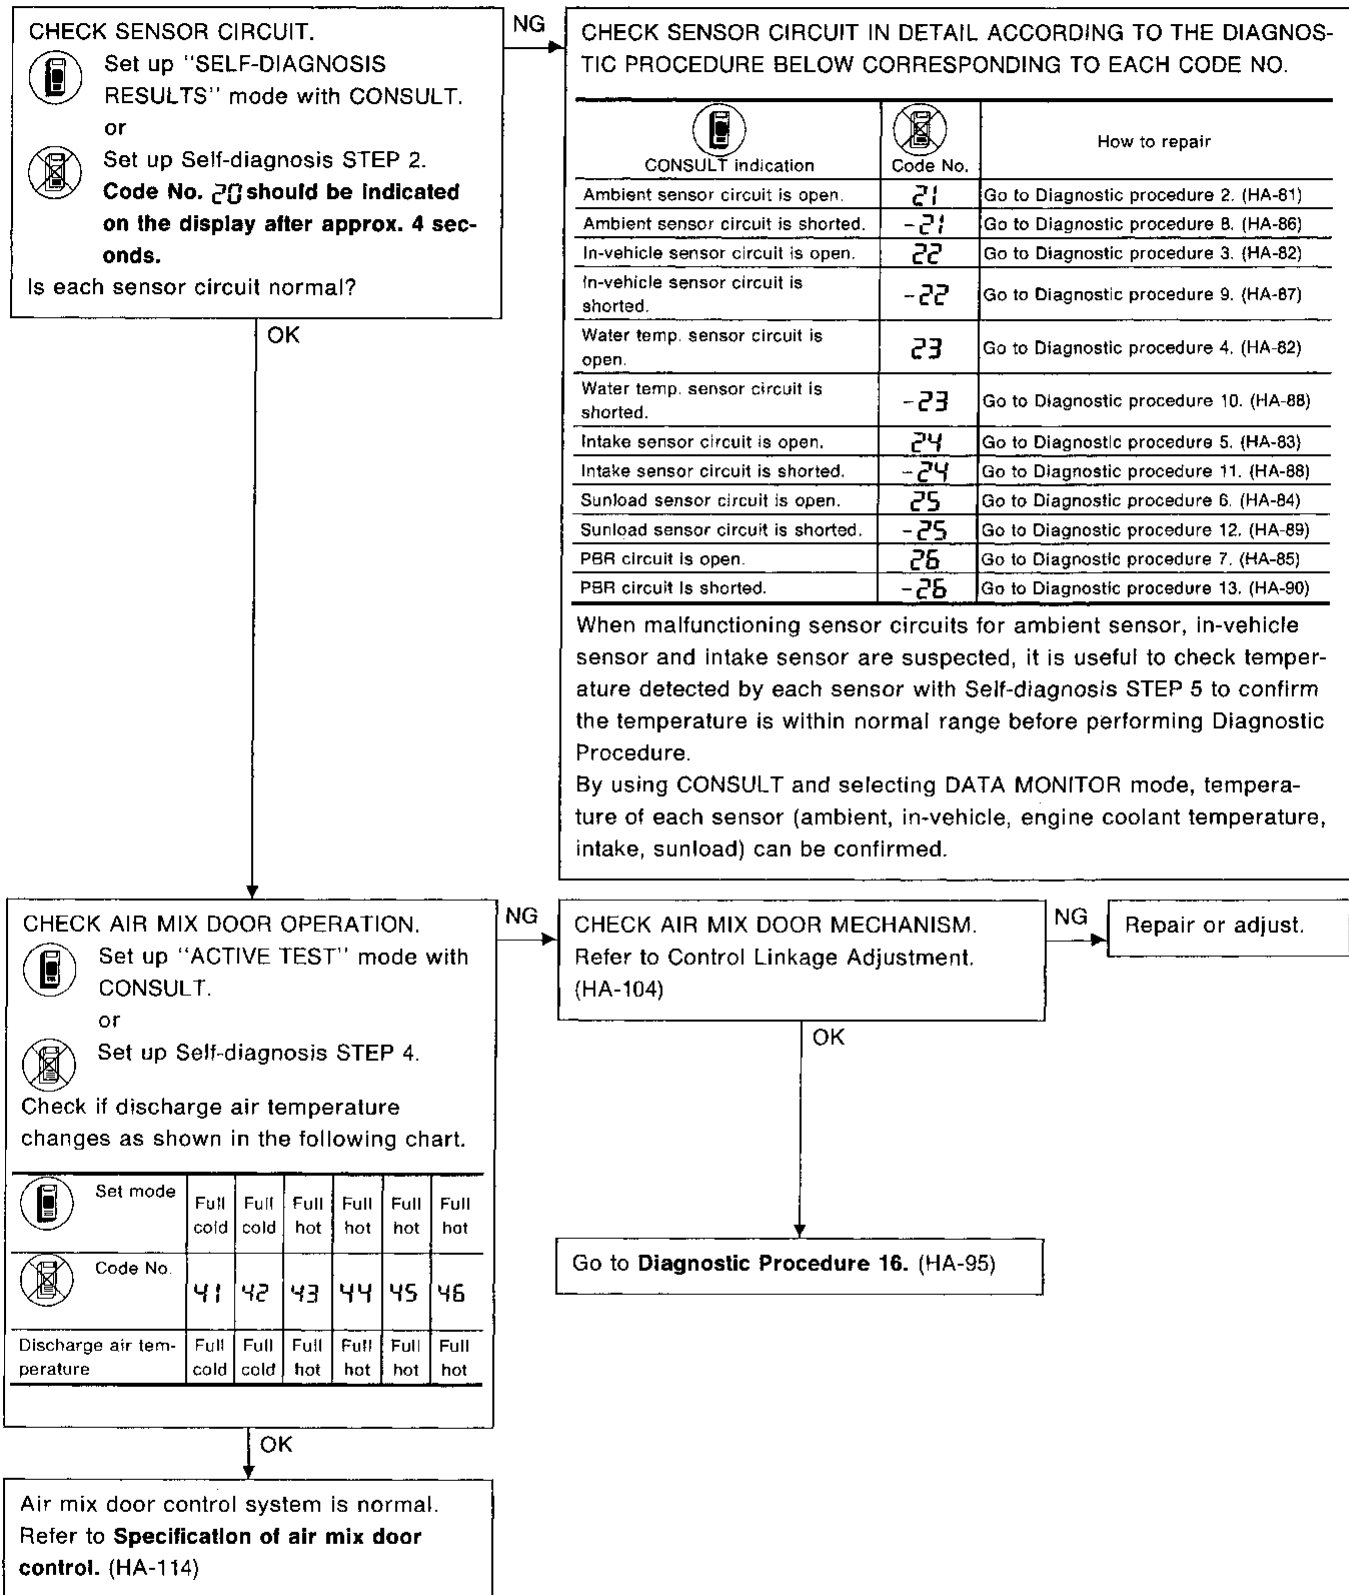 CHECK SENSOR CIRCUIT.
Set up "SELF-DIAGNOSIS
RESULTS" mode with CONSULT.
or
Set up Self-diagnosis STEP 2.
Code No. 20 should be indicated
on the display after approx. 4 sec-
onds.
Is each sensor circuit normal?
NG
CHECK SENSOR CIRCUIT IN DETAIL ACCORDING TO THE DIAGNOS-
TIC PROCEDURE BELOW CORRESPONDING TO EACH CODE NO.
CONSULT indication Code No. How to repair
Ambient sensor circuit is open. 21 Go to Diagnostic procedure 2. (HA-81)
Ambient sensor circuit is shorted. -21 Go to Diagnostic procedure 8. (HA-86)
In-vehicle sensor circuit is open. 22 Go to Diagnostic procedure 3. (HA-82)
In-vehicle sensor circuit is
shorted. -22 Go to Diagnostic procedure 9. (HA-87)
Water temp. sensor circuit is
open. 23 Go to Diagnostic procedure 4. (HA-82)
Water temp. sensor circuit is
shorted. -23 Go to Diagnostic procedure 10. (HA-88)
Intake sensor circuit is open. 24 Go to Diagnostic procedure 5. (HA-83)
Intake sensor circuit is shorted. -24 Go to Diagnostic procedure 11. (HA-88)
Sunload sensor circuit is open. 25 Go to Diagnostic procedure 6. (HA-84)
Sunload sensor circuit is shorted. -25 Go to Diagnostic procedure 12. (HA-89)
PBR circuit is open. 26 Go to Diagnostic procedure 7. (HA-85)
PBR circuit is shorted. -26 Go to Diagnostic procedure 13. (HA-90)
When malfunctioning sensor circuits for ambient sensor, in-vehicle
sensor and intake sensor are suspected, it is useful to check temper-
ature detected by each sensor with Self-diagnosis STEP 5 to confirm
the temperature is within normal range before performing Diagnostic
Procedure.
By using CONSULT and selecting DATA MONITOR mode, tempera-
ture of each sensor (ambient, in-vehicle, engine coolant temperature,
intake, sunload) can be confirmed.
OK
CHECK AIR MIX DOOR OPERATION.
Set up "ACTIVE TEST" mode with
CONSULT.
or
Set up Self-diagnosis STEP 4.
Check if discharge air temperature
changes as shown in the following chart.
Set mode Full Full Full Full Full Full
cold cold hot hot hot hot
Code No. 41 42 43 44 45 46
Discharge air tem- Full Full Full Full Full Full
perature cold cold hot hot hot hot
NG
CHECK AIR MIX DOOR MECHANISM.
Refer to Control Linkage Adjustment.
(HA-104)
NG
Repair or adjust.
OK
Go to Diagnostic Procedure 16. (HA-95)
OK
Air mix door control system is normal.
Refer to Specification of air mix door
control. (HA-114)